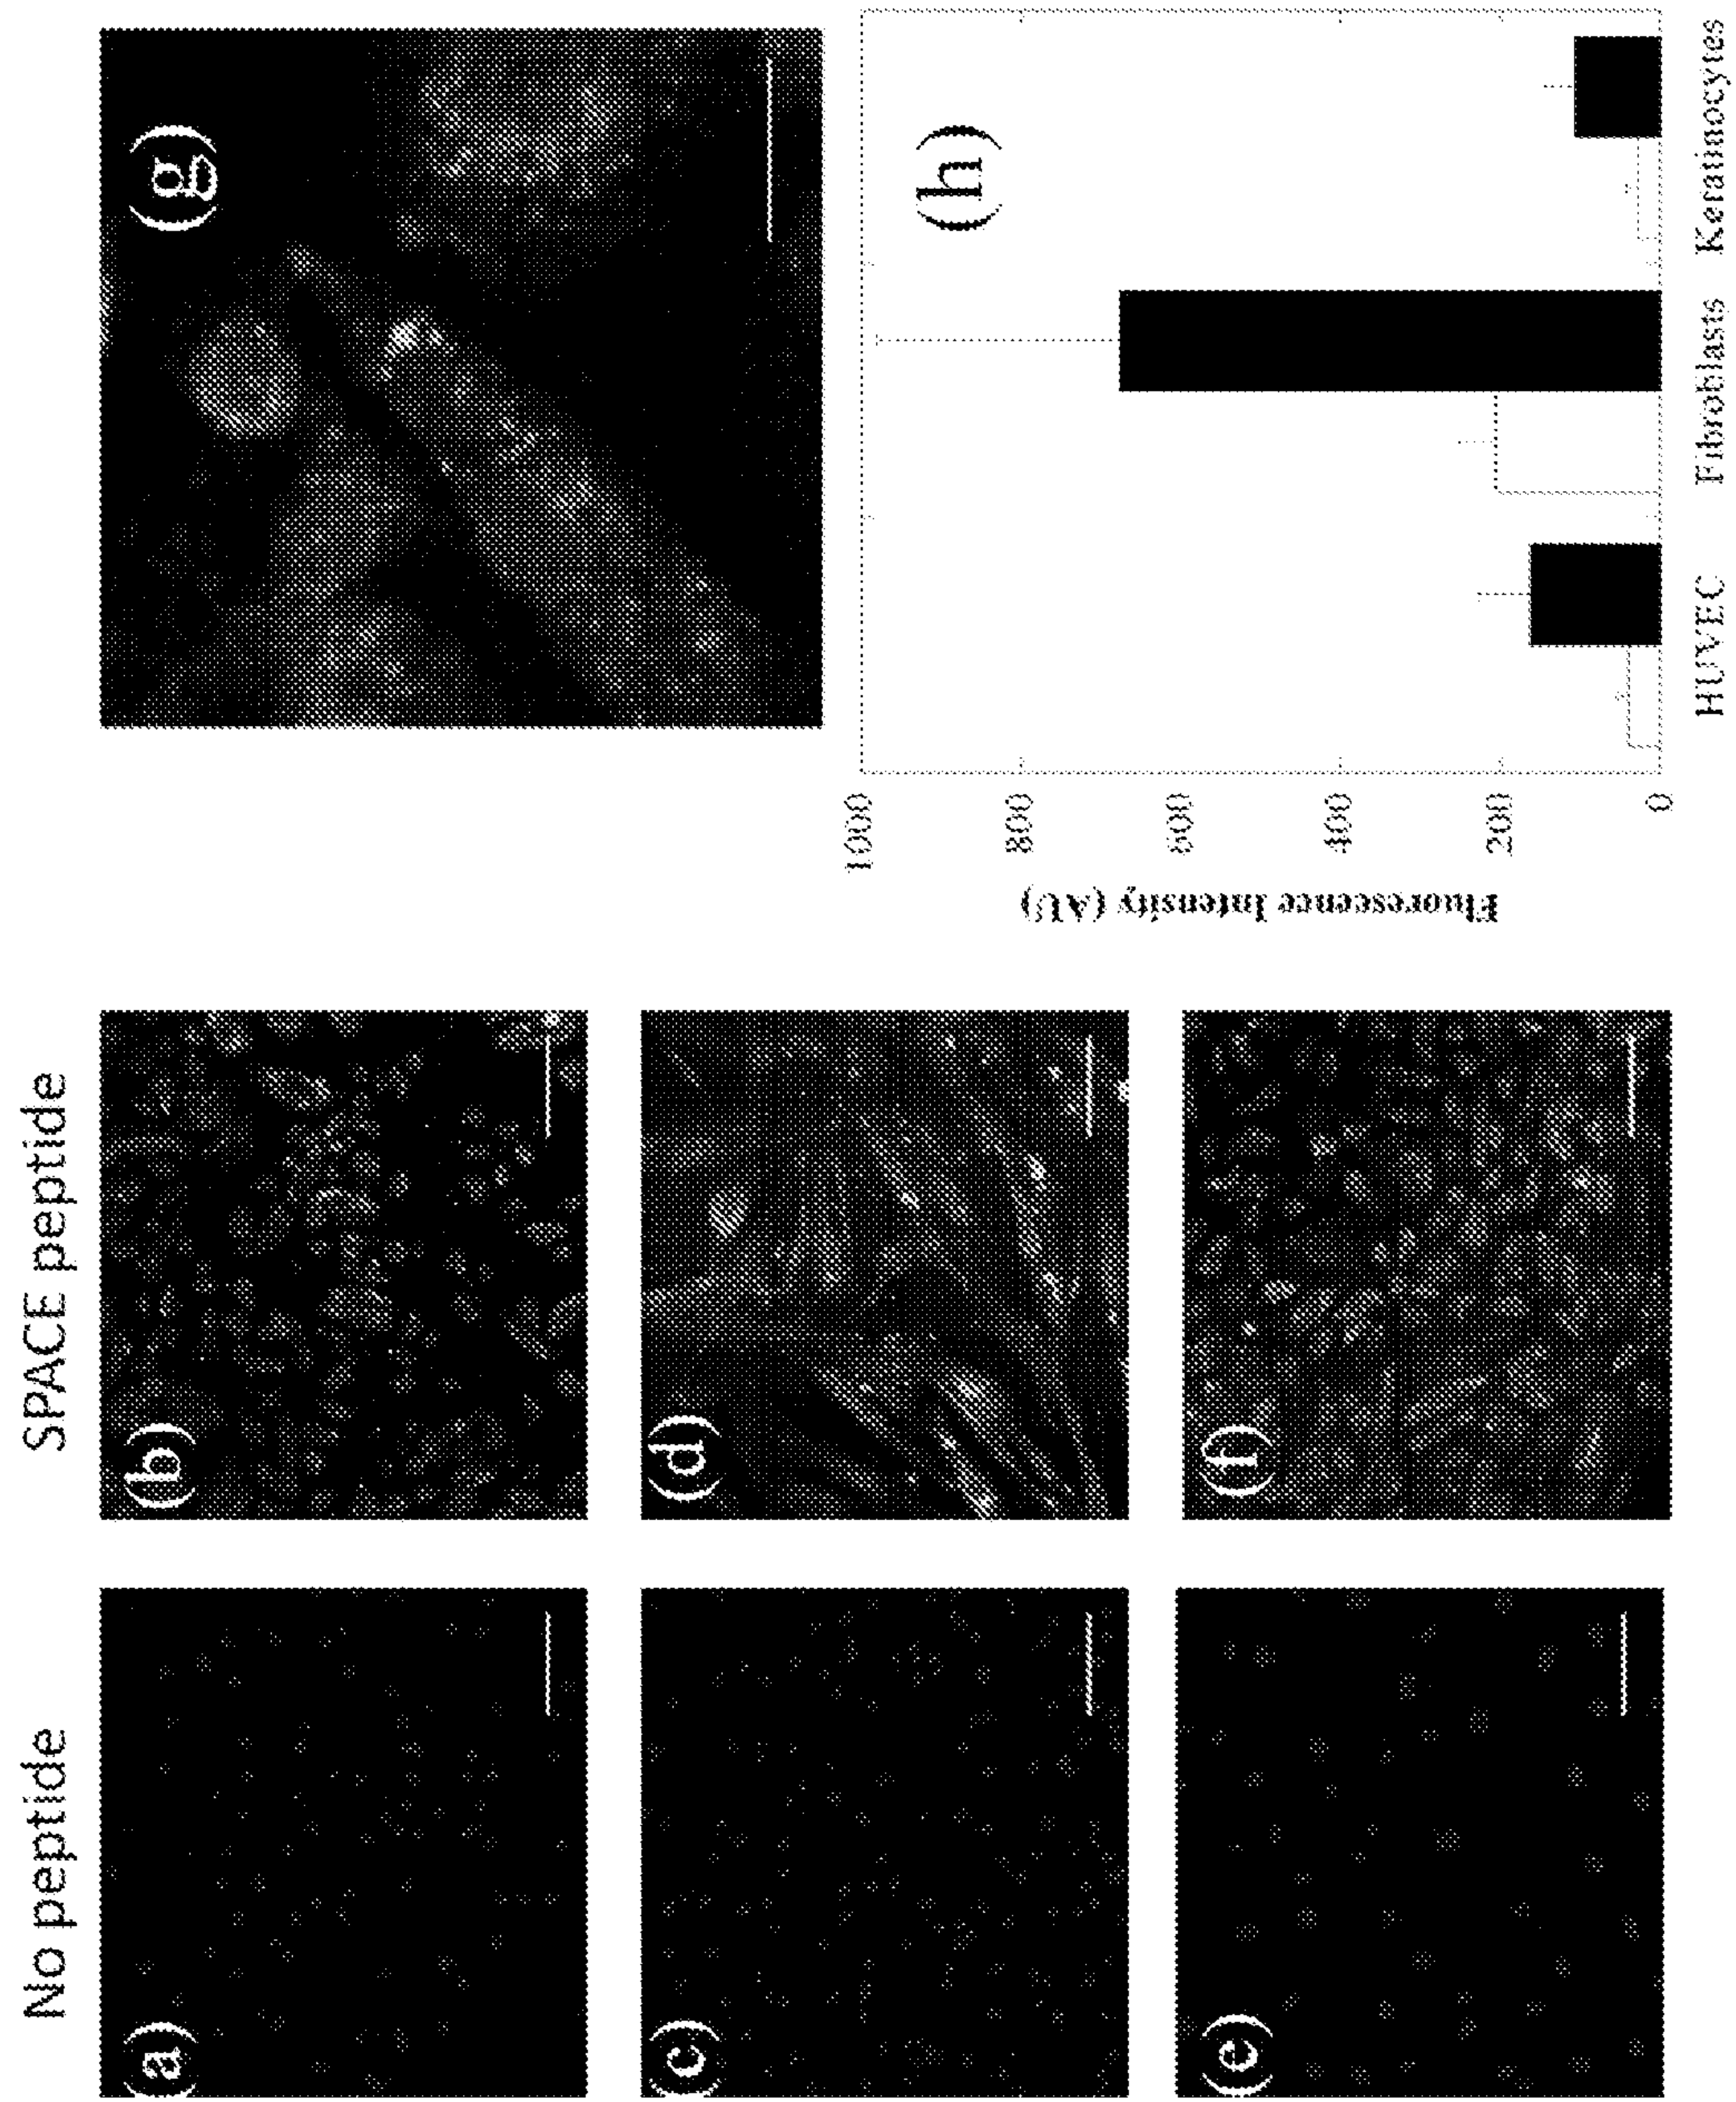 No peptide
SPACE peptide
(a)
(b)
(c)
(d)
(e)
(f)
(g)
(h)
Fluorescence Intensity (AU)
1000
800
600
400
200
0
HUVEC Fibroblasts Keratinocytes